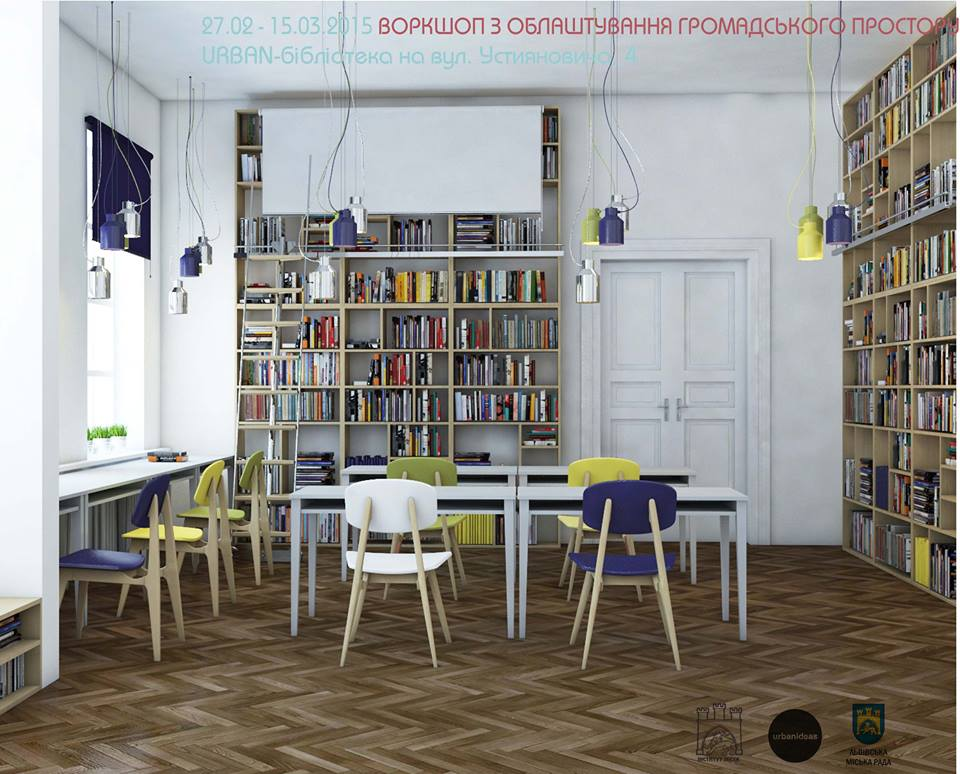 27.02 - 15.03.2015 ВОРКШОП З ОБЛАШТУВАННЯ ГРОМАДСЬКОГО ПРОСТОРУ
URBAN-бібліотека на вул. Устияновича, 4
urbanideas
ЛЬВІВСЬКА
МІСЬКА РАДА